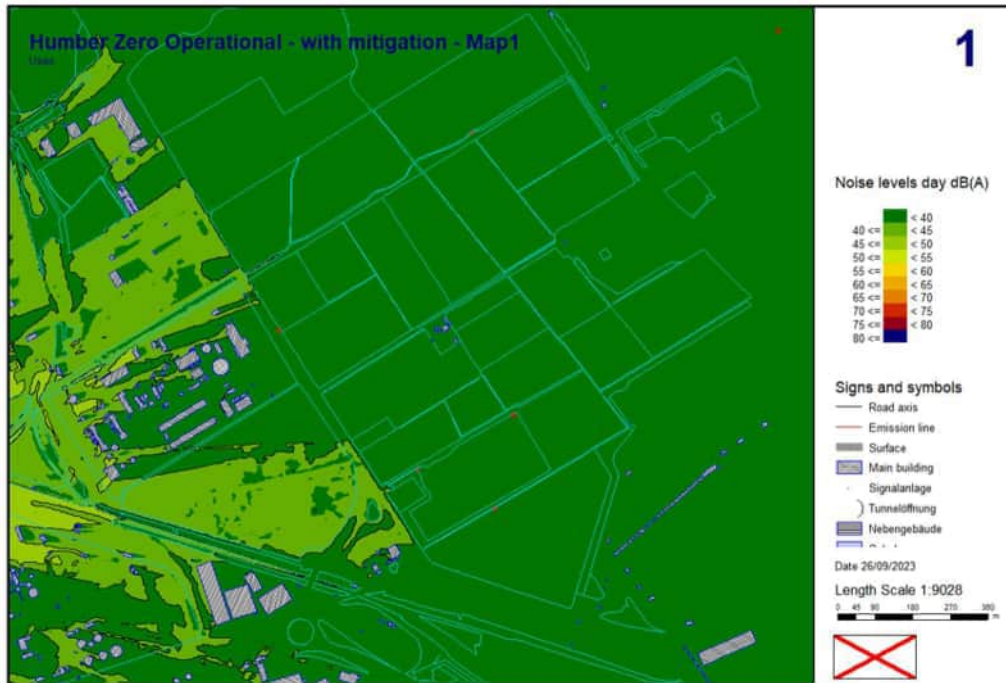 Humber Zero Operational - with mitigation - Map1
1
Noise levels day dB(A)
< 40
40 <= < 45
45 <= < 50
50 <= < 55
55 <= < 60
60 <= < 65
65 <= < 70
70 <= < 75
75 <= < 80
80 <=
Signs and symbols
Road axis
Emission line
Surface
Main building
Signalanlage
Tunnelöffnung
Nebengebäude
Date 26/09/2023
Length Scale 1:9028
0 45 90 180 270 360
m